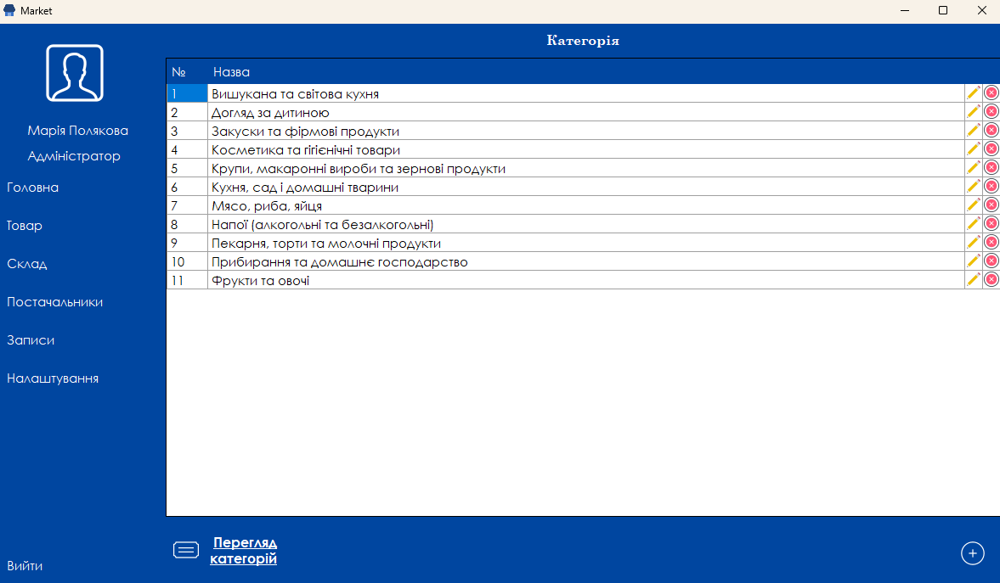 Market
Марія Полякова
Адміністратор
Головна
Товар
Склад
Постачальники
Записи
Налаштування
Вийти
Категорія
№ Назва
1 Вишукана та світова кухня
2 Догляд за дитиною
3 Закуски та фірмові продукти
4 Косметика та гігієнічні товари
5 Крупи, макаронні вироби та зернові продукти
6 Кухня, сад і домашні тварини
7 Мясо, риба, яйця
8 Напої (алкогольні та безалкогольні)
9 Пекарня, торти та молочні продукти
10 Прибирання та домашнє господарство
11 Фрукти та овочі
Перегляд
категорій